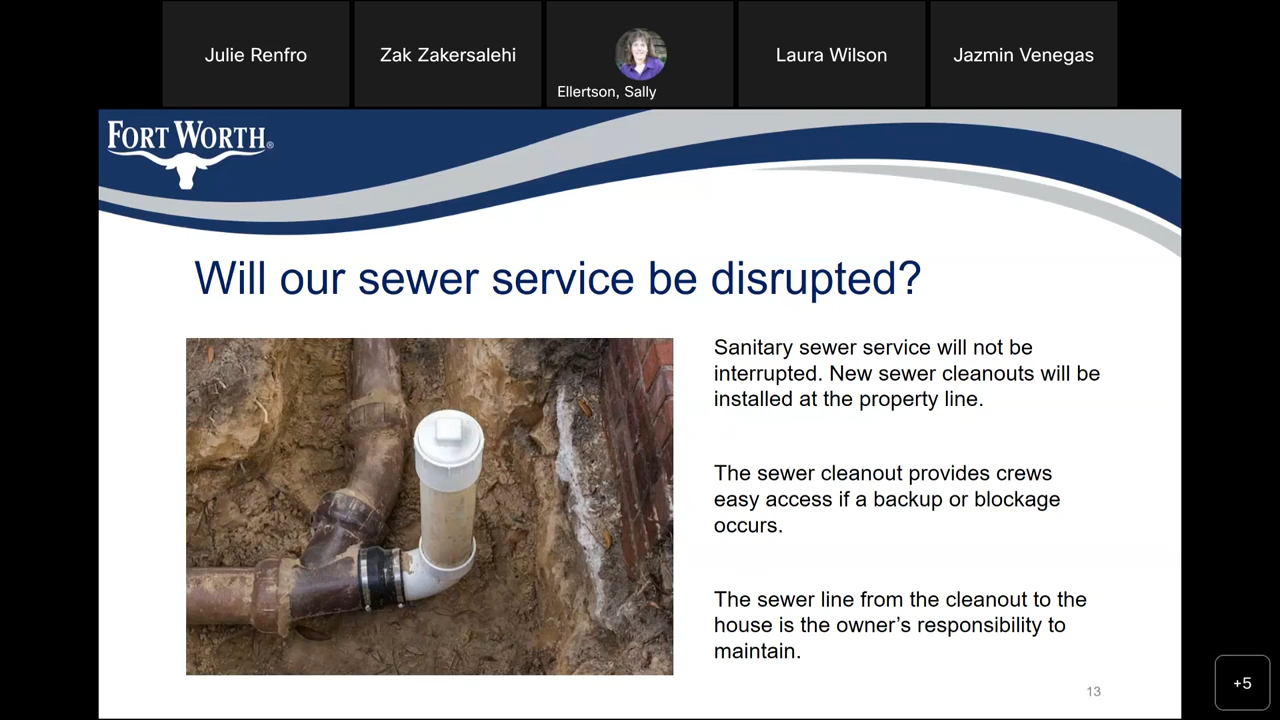 Julie Renfro
Zak Zakersalehi
Ellertson, Sally
Laura Wilson
Jazmin Venegas
FORT WORTH®
Will our sewer service be disrupted?
Sanitary sewer service will not be
interrupted. New sewer cleanouts will be
installed at the property line.
The sewer cleanout provides crews
easy access if a backup or blockage
occurs.
The sewer line from the cleanout to the
house is the owner’s responsibility to
maintain.
13
+5